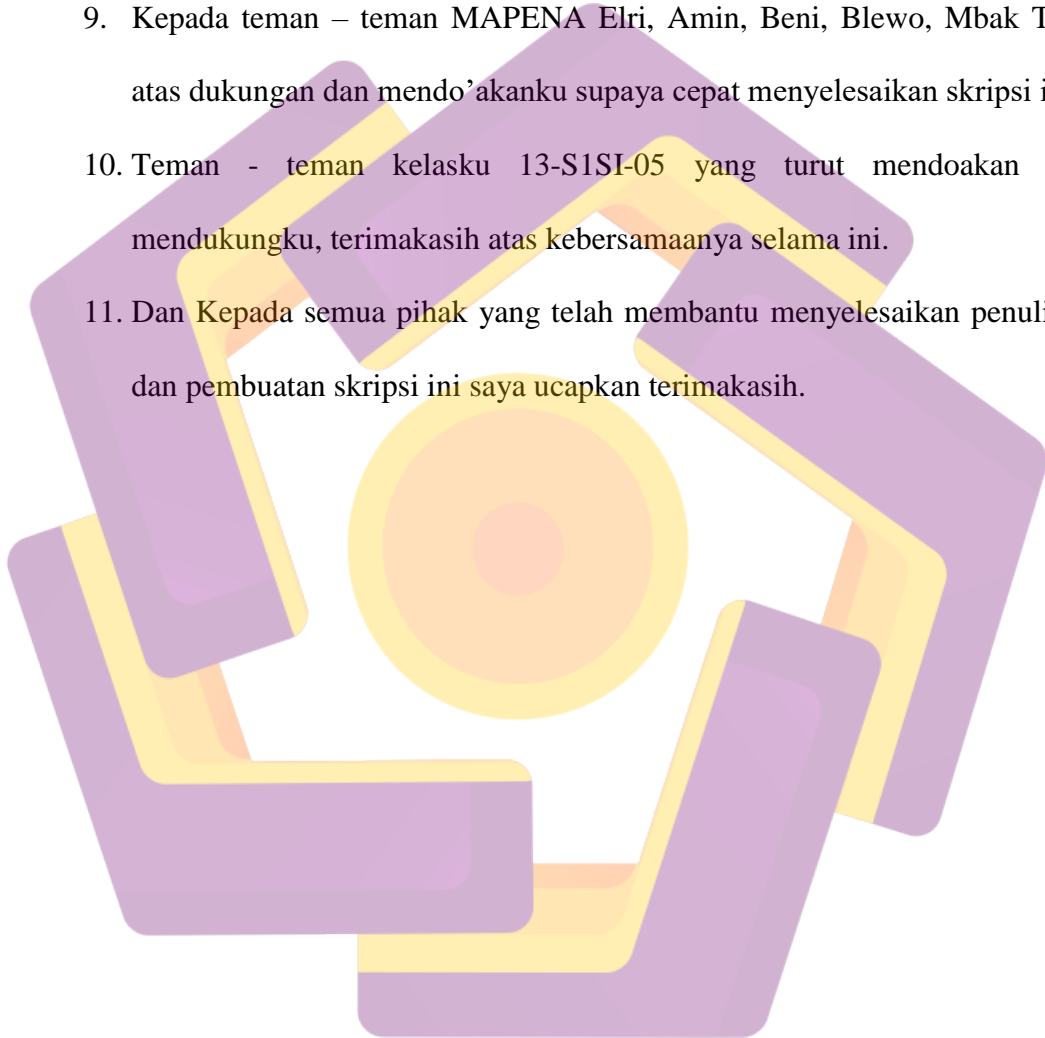 9. Kepada teman – teman MAPENA Elri, Amin, Beni, Blewo, Mbak
atas dukungan dan mendo’akanku supaya cepat menyelesaikan skripsi
10. Teman - teman kelasku 13-S1SI-05 yang turut mendoakan
mendukungku, terimakasih atas kebersamaanya selama ini.
11. Dan Kepada semua pihak yang telah membantu menyelesaikan
dan pembuatan skripsi ini saya ucapkan terimakasih.